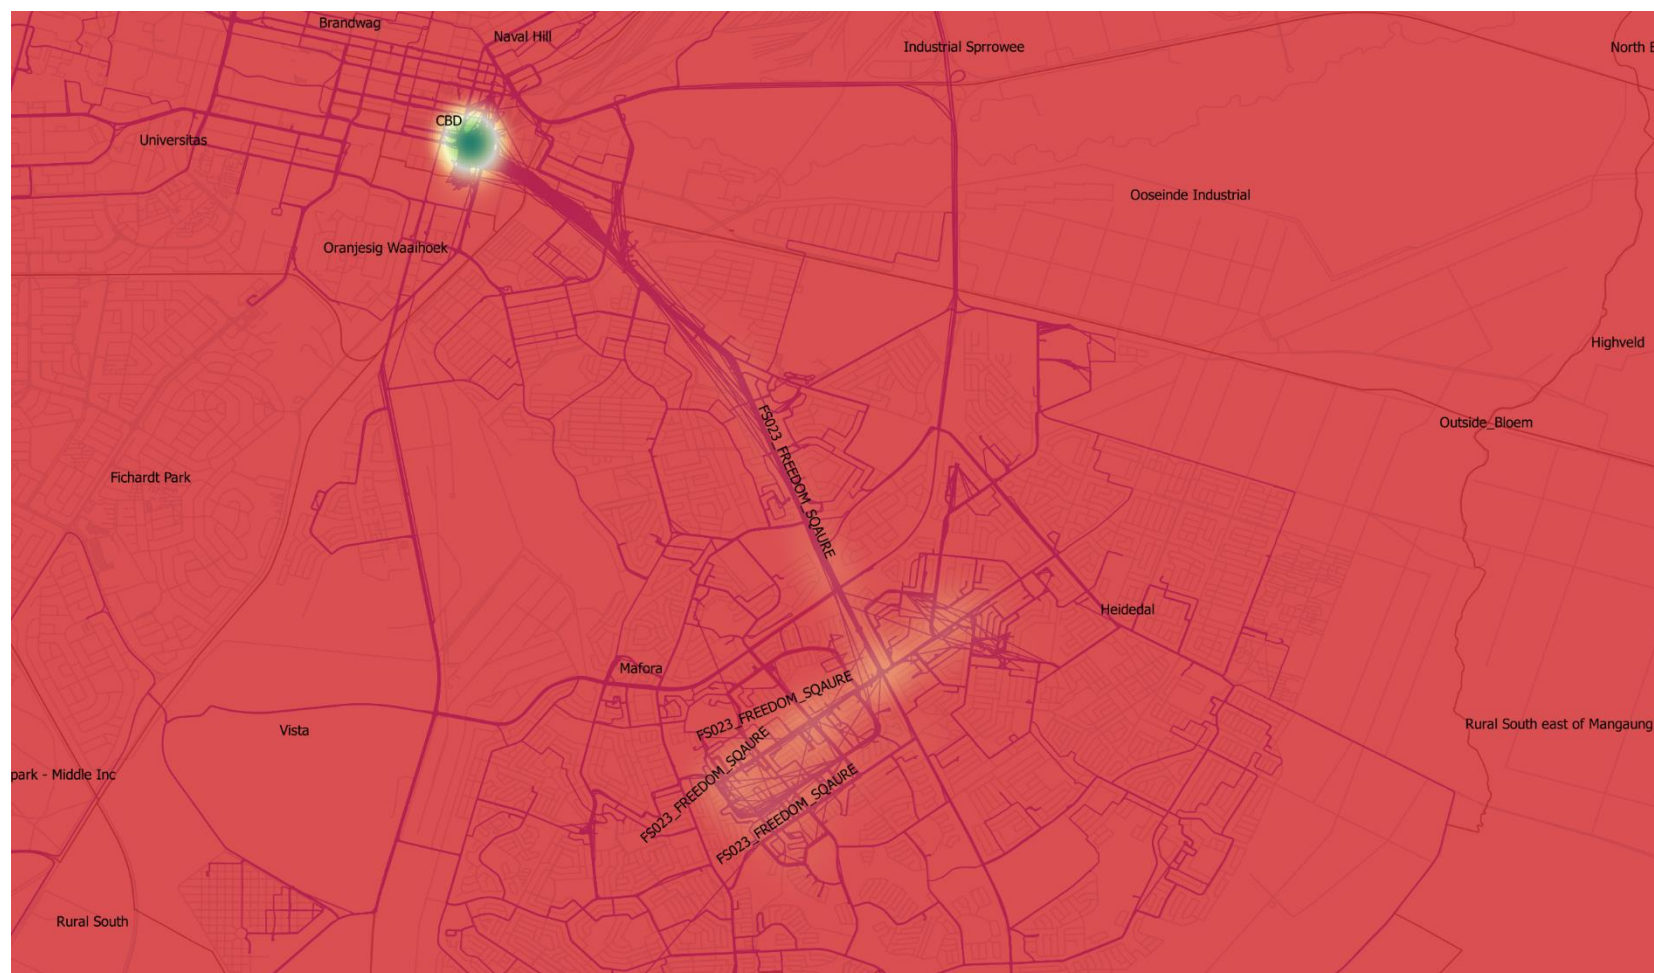 Brandwag
Naval Hill
Industrial Sprrowee
North E
CBD
Universitas
Ooseinde Industrial
Oranjesig Waaihoek
Highveld
Outside_Bloem
FS023_FREEDOM_SQAURE
Fichardt Park
Heidedal
Mafora
FS023_FREEDOM_SQAURE
Vista
Rural South east of Mangaung
FS023_FREEDOM_SQAURE
park - Middle Inc
FS023_FREEDOM_SQAURE
Rural South